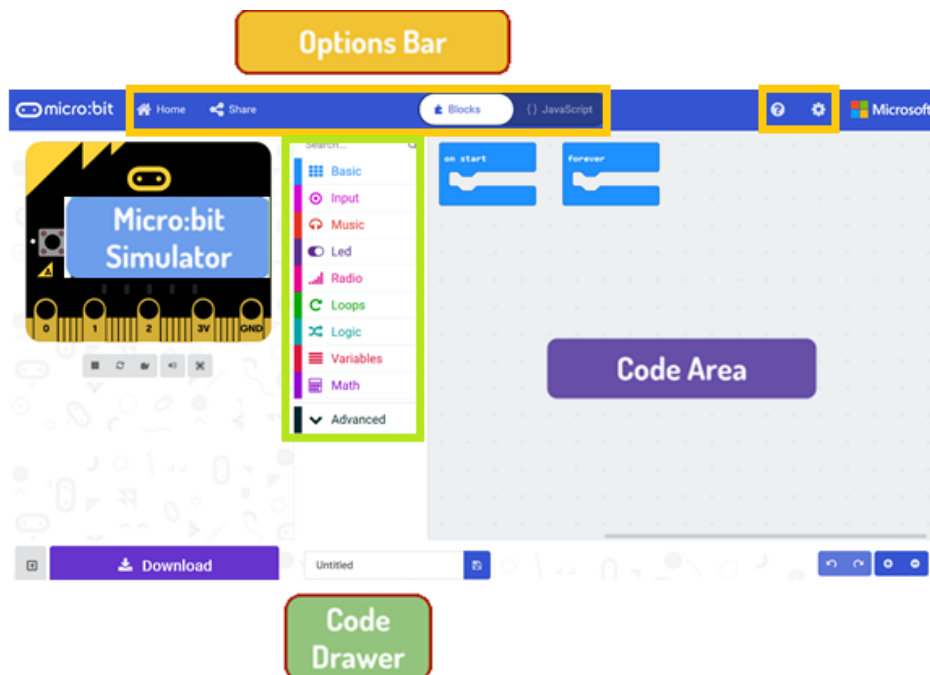 Options Bar
micro:bit Home Share Blocks {} JavaScript Microsoft
Search...
Basic
Input
Music
Led
Radio
Loops
Logic
Variables
Math
Advanced
on start
forever
Micro:bit
Simulator
A
0 1 2 3V GND
Code Area
Download
Untitled
Code
Drawer